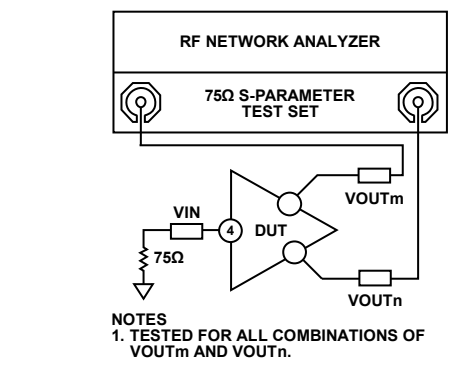 RF NETWORK ANALYZER
75Ω S-PARAMETER
TEST SET
VOUTm
VIN
4
DUT
75Ω
VOUTn
NOTES
1. TESTED FOR ALL COMBINATIONS OF
VOUTm AND VOUTn.